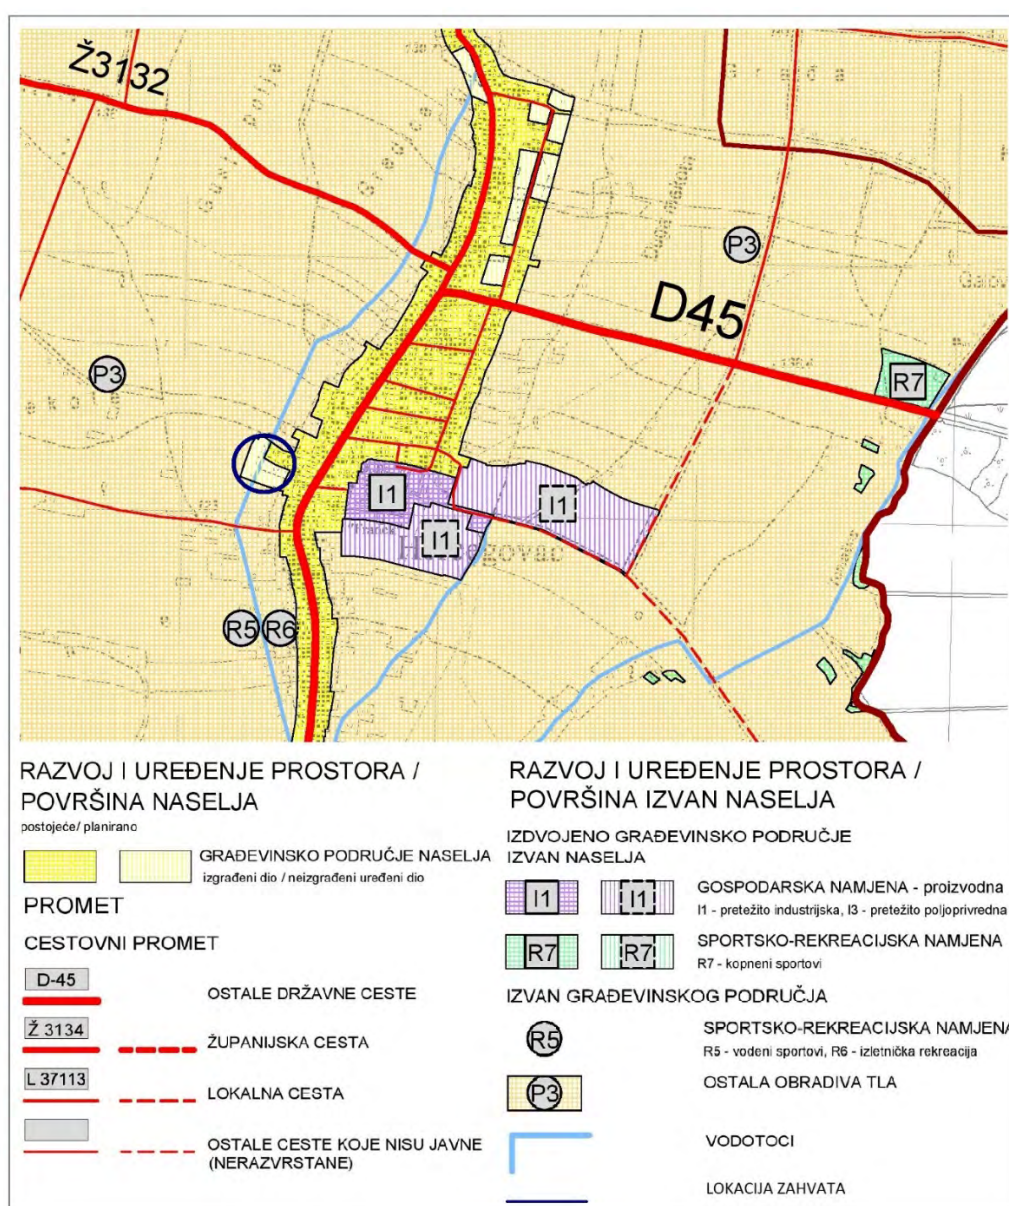 Ž3132
P3
D45
P3
R7
I1
I1
I1
Hercegovac
R5 R6
RAZVOJ I UREĐENJE PROSTORA /
POVRŠINA NASELJA
postojeće/ planirano
GRAĐEVINSKO PODRUČJE NASELJA
izgrađeni dio / neizgrađeni uređeni dio
PROMET
CESTOVNI PROMET
D-45
OSTALE DRŽAVNE CESTE
Ž 3134
ŽUPANIJSKA CESTA
L 37113
LOKALNA CESTA
OSTALE CESTE KOJE NISU JAVNE
(NERAZVRSTANE)
RAZVOJ I UREĐENJE PROSTORA /
POVRŠINA IZVAN NASELJA
IZDVOJENO GRAĐEVINSKO PODRUČJE
IZVAN NASELJA
I1 I1 GOSPODARSKA NAMJENA - proizvodna
I1 - pretežito industrijska, I3 - pretežito poljoprivredna
R7 R7 SPORTSKO-REKREACIJSKA NAMJENA
R7 - kopneni sportovi
IZVAN GRAĐEVINSKOG PODRUČJA
R5 SPORTSKO-REKREACIJSKA NAMJENA
R5 - vodeni sportovi, R6 - izletnička rekreacija
P3 OSTALA OBRADIVA TLA
VODOTOCI
LOKACIJA ZAHVATA